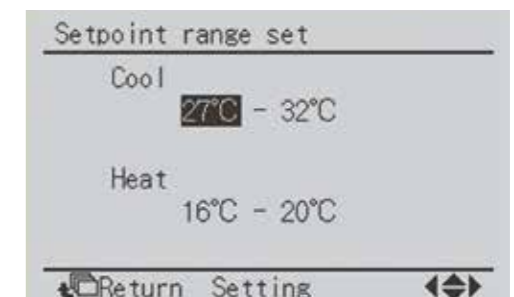 Setpoint range set
Cool
27°C - 32°C
Heat
16°C - 20°C
Return Setting